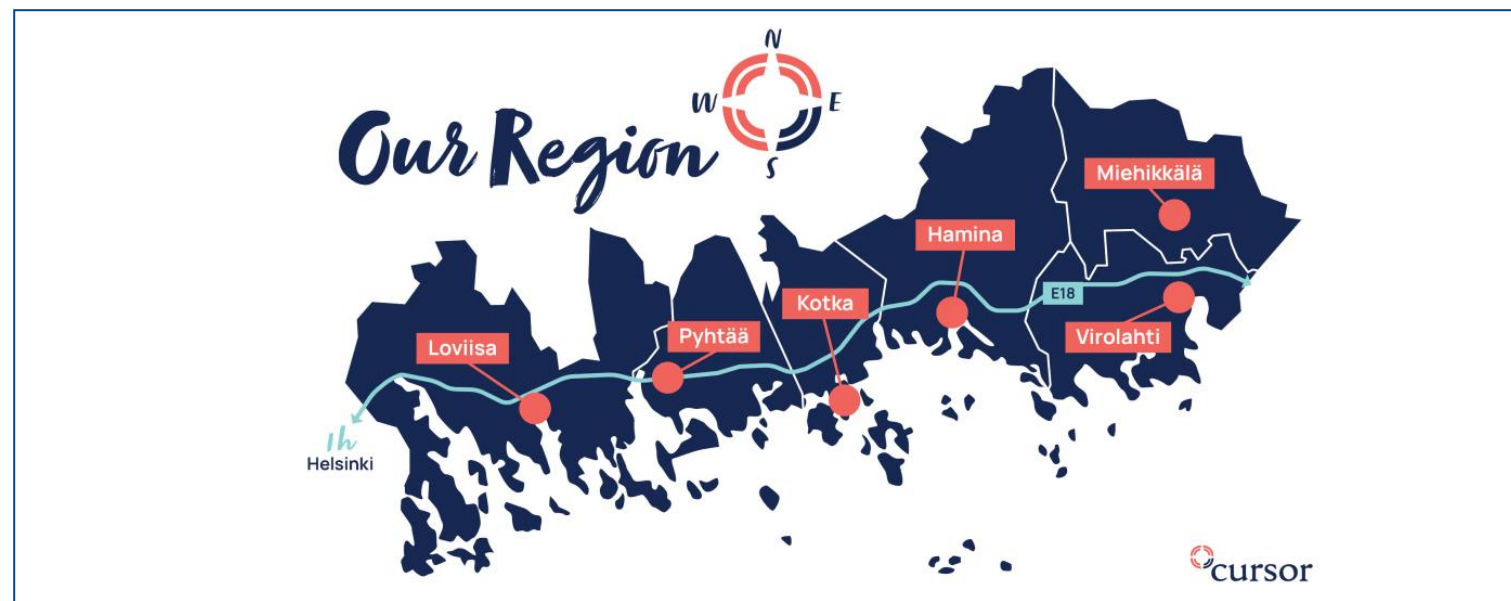 N
W E
S
Our Region
Miehikkälä
Hamina
Kotka
E18
Pyhtää
Virolahti
Loviisa
1h
Helsinki
cursor